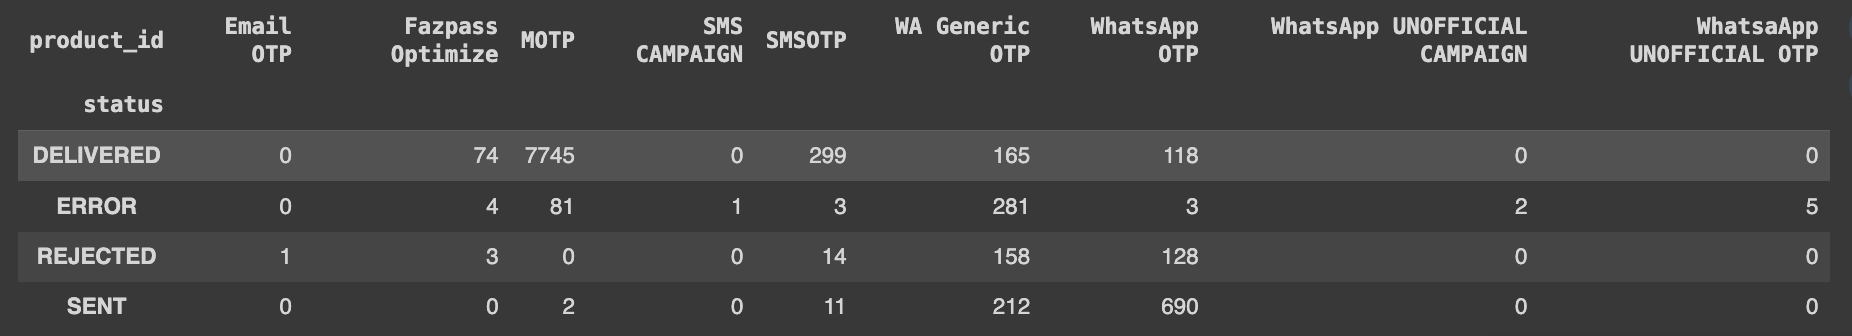 product_id Email OTP Fazpass Optimize MOTP SMS CAMPAIGN SMSOTP WA Generic OTP WhatsApp OTP WhatsApp UNOFFICIAL CAMPAIGN WhatsaApp UNOFFICIAL OTP
status
DELIVERED 0 74 7745 0 299 165 118 0 0
ERROR 0 4 81 1 3 281 3 2 5
REJECTED 1 3 0 0 14 158 128 0 0
SENT 0 0 2 0 11 212 690 0 0